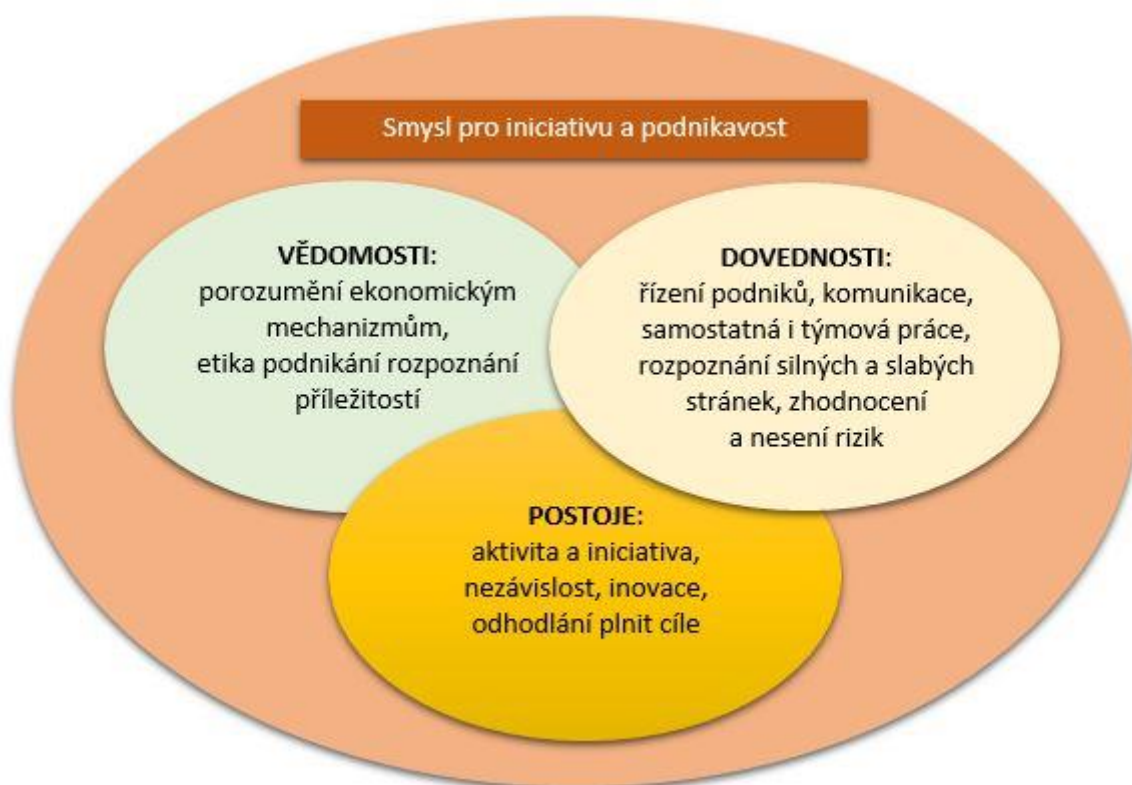 Smysl pro iniciativu a podnikavost
VĚDOMOSTI:
porozumění ekonomickým
mechanizmům,
etika podnikání rozpoznání
příležitostí
DOVEDNOSTI:
řízení podniků, komunikace,
samostatná i týmová práce,
rozpoznání silných a slabých
stránek, zhodnocení
a nesení rizik
POSTOJE:
aktivita a iniciativa,
nezávislost, inovace,
odhodlání plnit cíle